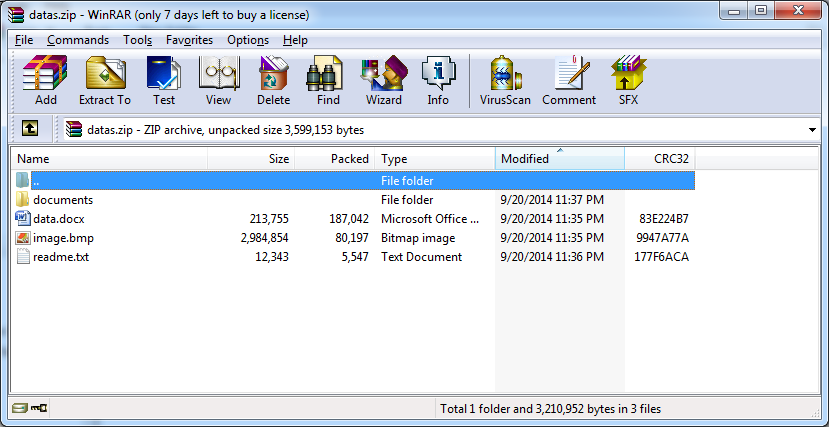 datas.zip - WinRAR (only 7 days left to buy a license)
File Commands Tools Favorites Options Help
Add Extract To Test View Delete Find Wizard Info VirusScan Comment SFX
datas.zip - ZIP archive, unpacked size 3,599,153 bytes
Name Size Packed Type Modified CRC32
.. File folder
documents File folder 9/20/2014 11:37 PM
data.docx 213,755 187,042 Microsoft Office ... 9/20/2014 11:35 PM 83E224B7
image.bmp 2,984,854 80,197 Bitmap image 9/20/2014 11:35 PM 9947A77A
readme.txt 12,343 5,547 Text Document 9/20/2014 11:36 PM 177F6ACA
Total 1 folder and 3,210,952 bytes in 3 files